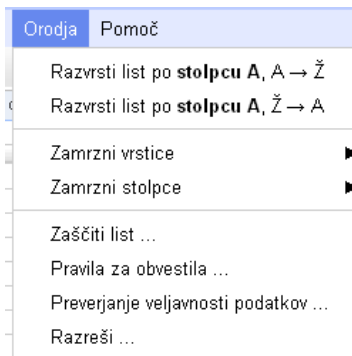 Orodja Pomoč
Razvrsti list po stolpcu A, A → Ž
Razvrsti list po stolpcu A, Ž → A
Zamrzni vrstice
Zamrzni stolpce
Zaščiti list ...
Pravila za obvestila ...
Preverjanje veljavnosti podatkov ...
Razreši ...